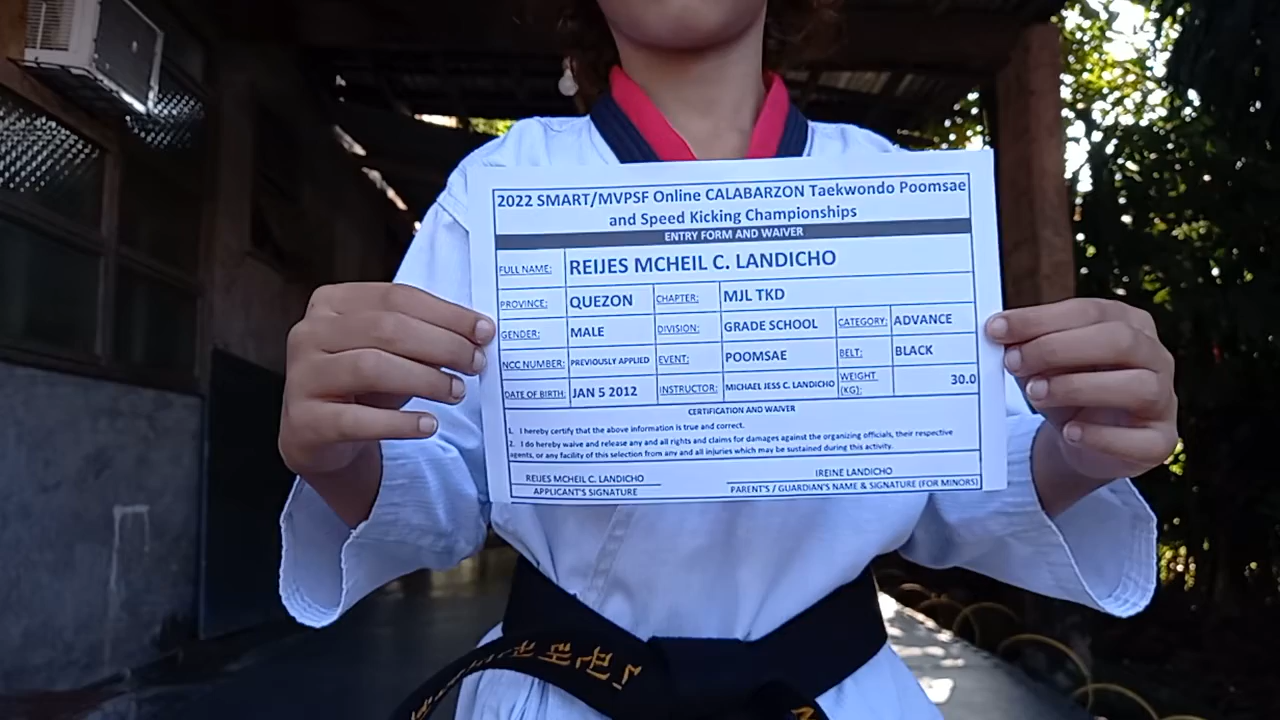 2022 SMART/MVPSF Online CALABARZON Taekwondo Poomsae
and Speed Kicking Championships
ENTRY FORM AND WAIVER
FULL NAME: REIJES MCHEIL C. LANDICHO
PROVINCE: QUEZON CHAPTER: MJL TKD
GENDER: MALE DIVISION: GRADE SCHOOL CATEGORY: ADVANCE
NCC NUMBER: PREVIOUSLY APPLIED EVENT: POOMSAE BELT: BLACK
DATE OF BIRTH: JAN 5 2012 INSTRUCTOR: MICHAEL JESS C. LANDICHO WEIGHT (KG): 30.0
CERTIFICATION AND WAIVER
1. I hereby certify that the above information is true and correct.
2. I do hereby waive and release any and all rights and claims for damages against the organizing officials, their respective
agents, or any facility of this selection from any and all injuries which may be sustained during this activity.
REIJES MCHEIL C. LANDICHO IREINE LANDICHO
APPLICANT'S SIGNATURE PARENT'S / GUARDIAN'S NAME & SIGNATURE (FOR MINORS)